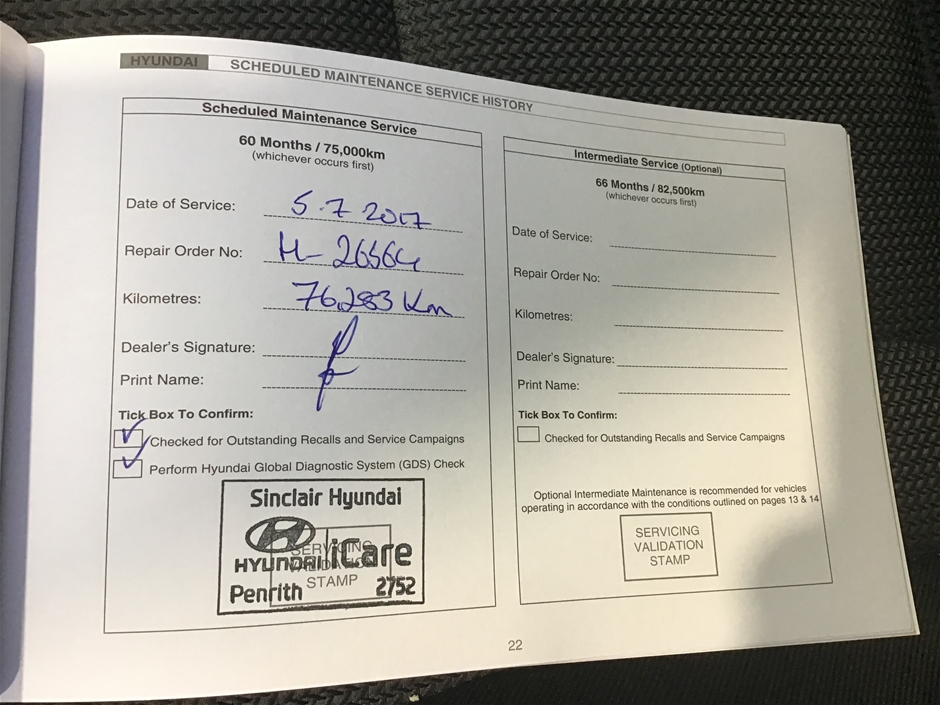 HYUNDAI
SCHEDULED MAINTENANCE SERVICE HISTORY
Scheduled Maintenance Service
60 Months / 75,000km
(whichever occurs first)
Date of Service: 5.7 2017
Repair Order No:
Kilometres: 76,283 Km
Dealer's Signature:
Print Name:
Tick Box To Confirm:
Checked for Outstanding Recalls and Service Campaigns
Perform Hyundai Global Diagnostic System (GDS) Check
Sinclair Hyundai
HYUNDAI iCare
Penrith 2752
SERVICING
VALIDATION
STAMP
Intermediate Service (Optional)
66 Months / 82,500km
(whichever occurs first)
Date of Service:
Repair Order No:
Kilometres:
Dealer's Signature:
Print Name:
Tick Box To Confirm:
Checked for Outstanding Recalls and Service Campaigns
Optional Intermediate Maintenance is recommended for vehicles
operating in accordance with the conditions outlined on pages 13 & 14
SERVICING
VALIDATION
STAMP
22